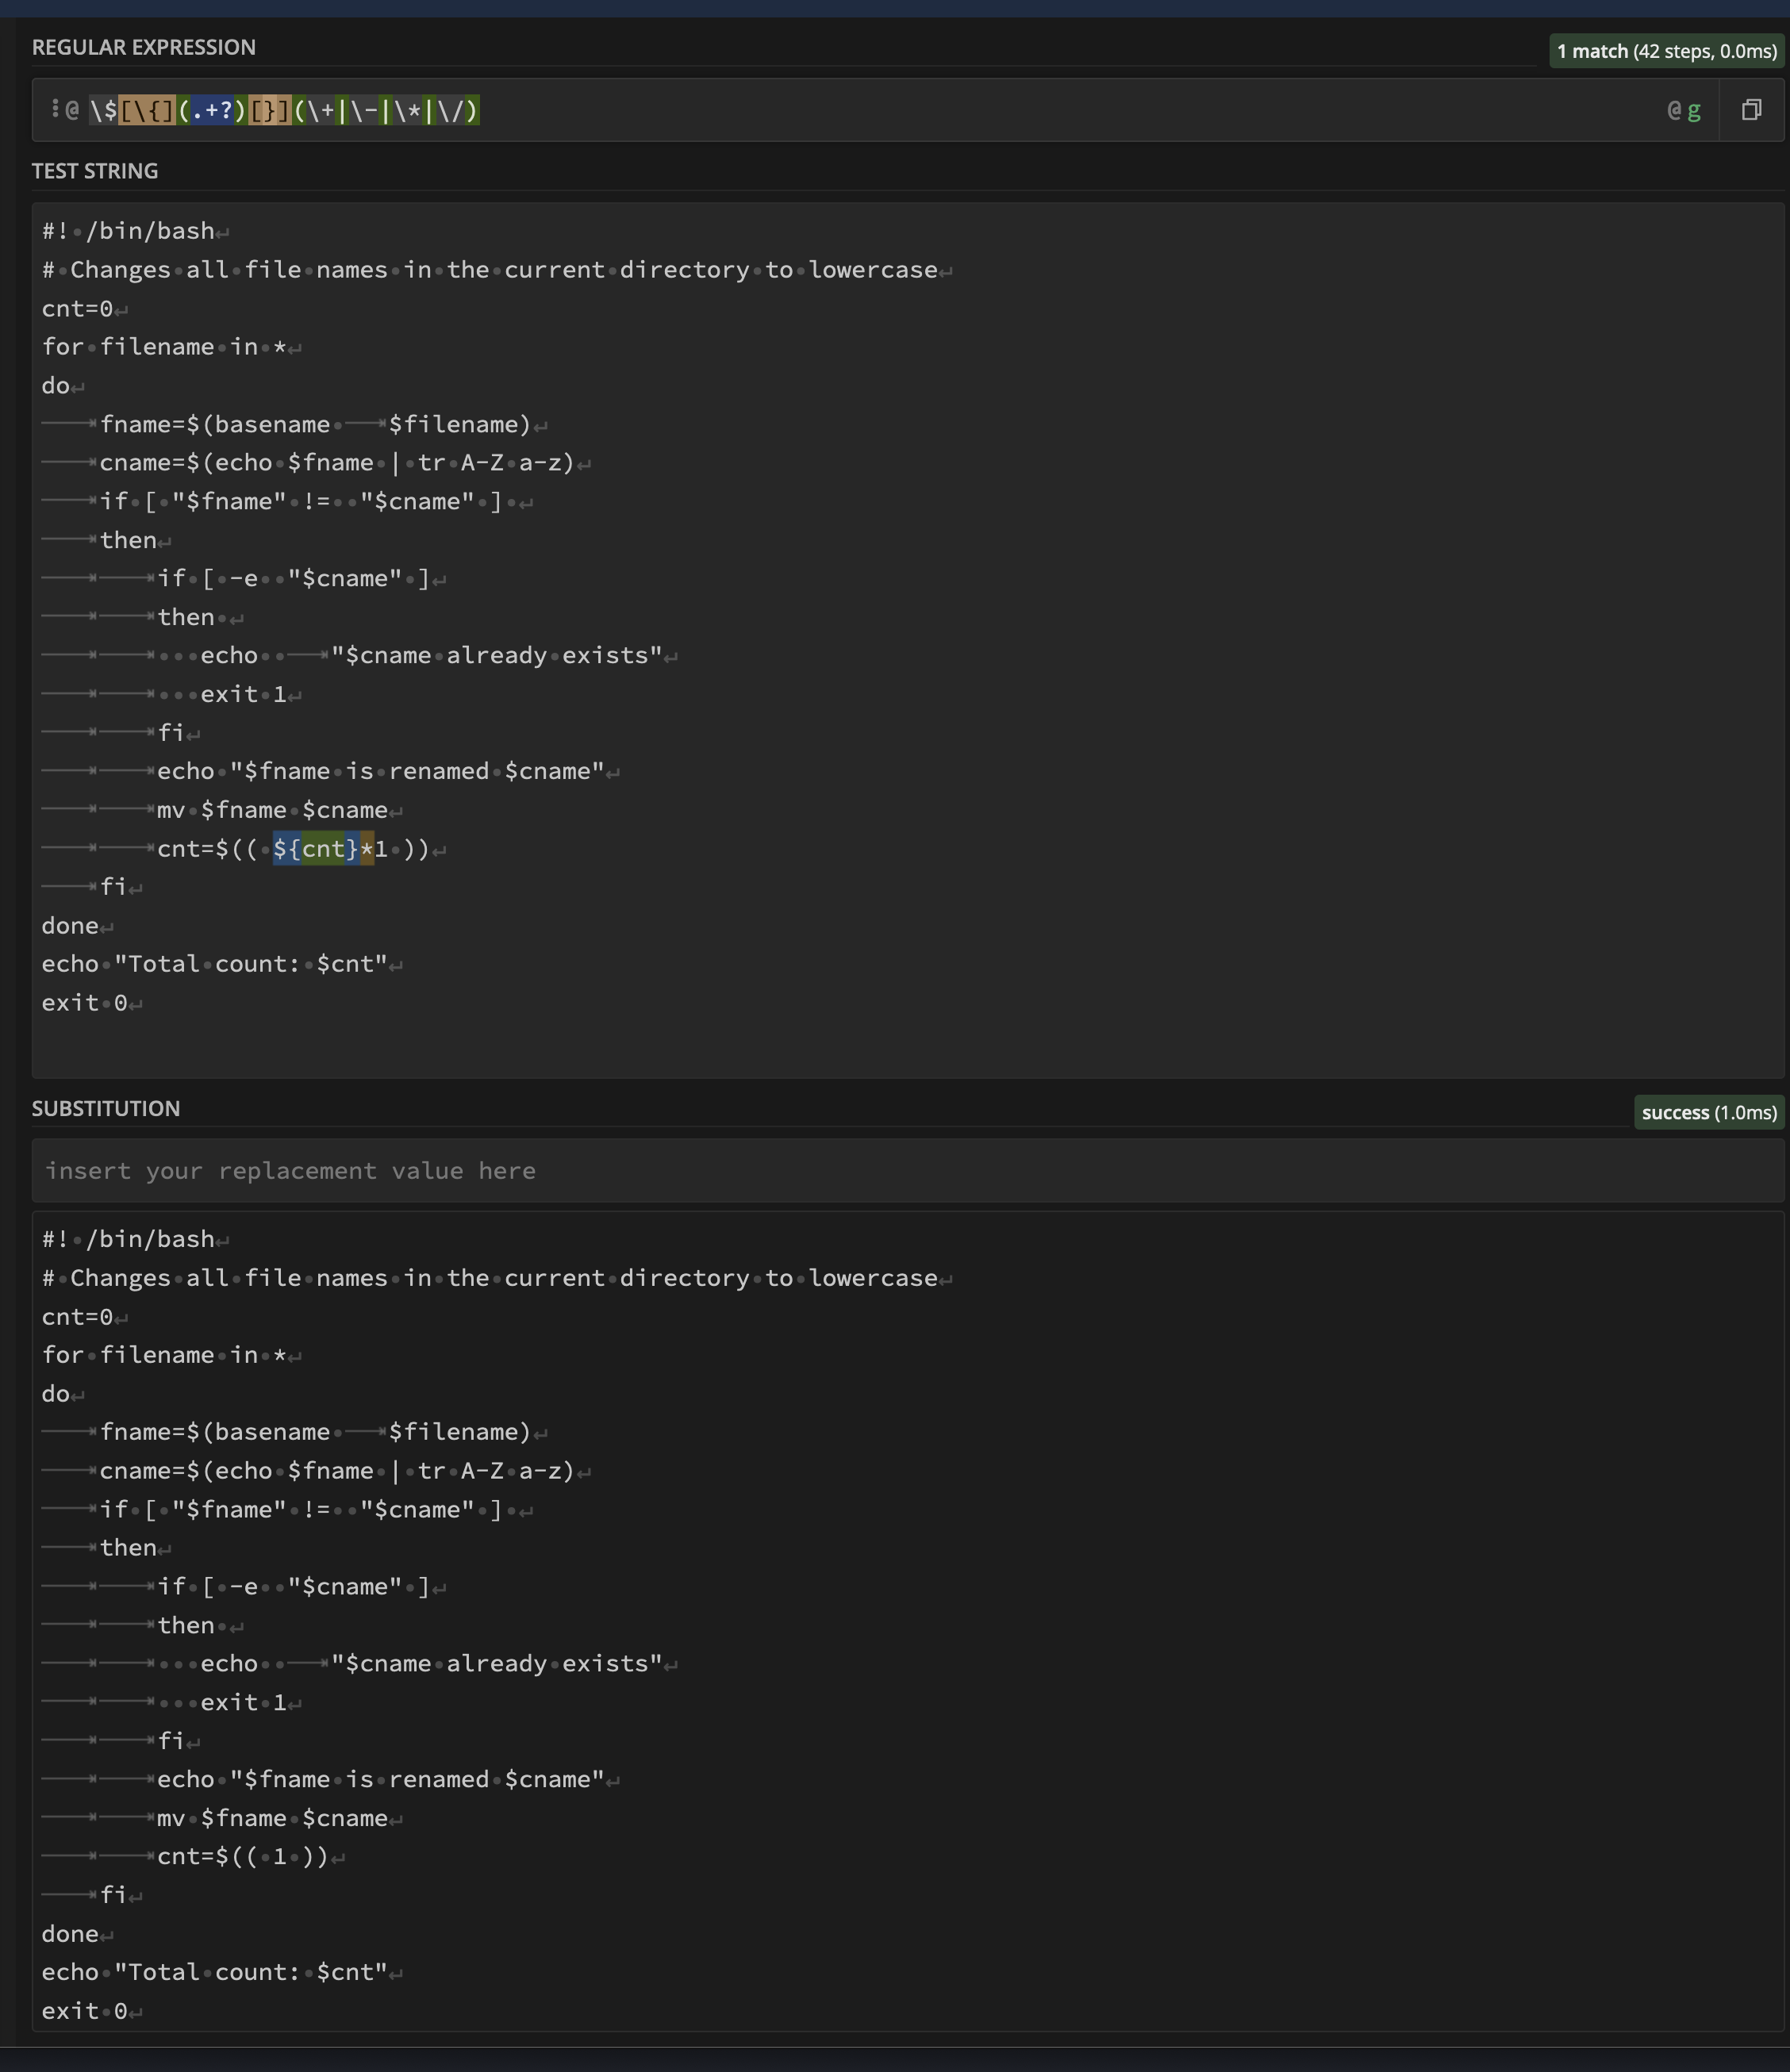 REGULAR EXPRESSION
1 match (42 steps, 0.0ms)
@ \$[\{](.+?)[}](\+|\-|\*|\/)
@ g
TEST STRING
#! /bin/bash
# Changes all file names in the current directory to lowercase
cnt=0
for filename in *
do
	fname=$(basename 	$filename)
	cname=$(echo $fname | tr A-Z a-z)
	if [ "$fname" !=  "$cname" ] 
	then
		if [ -e  "$cname" ]
		then 
		   echo  	"$cname already exists"
		   exit 1
		fi
		echo "$fname is renamed $cname"
		mv $fname $cname
		cnt=$(( ${cnt}*1 ))
	fi
done
echo "Total count: $cnt"
exit 0
SUBSTITUTION
success (1.0ms)
insert your replacement value here
#! /bin/bash
# Changes all file names in the current directory to lowercase
cnt=0
for filename in *
do
	fname=$(basename 	$filename)
	cname=$(echo $fname | tr A-Z a-z)
	if [ "$fname" !=  "$cname" ] 
	then
		if [ -e  "$cname" ]
		then 
		   echo  	"$cname already exists"
		   exit 1
		fi
		echo "$fname is renamed $cname"
		mv $fname $cname
		cnt=$(( 1 ))
	fi
done
echo "Total count: $cnt"
exit 0